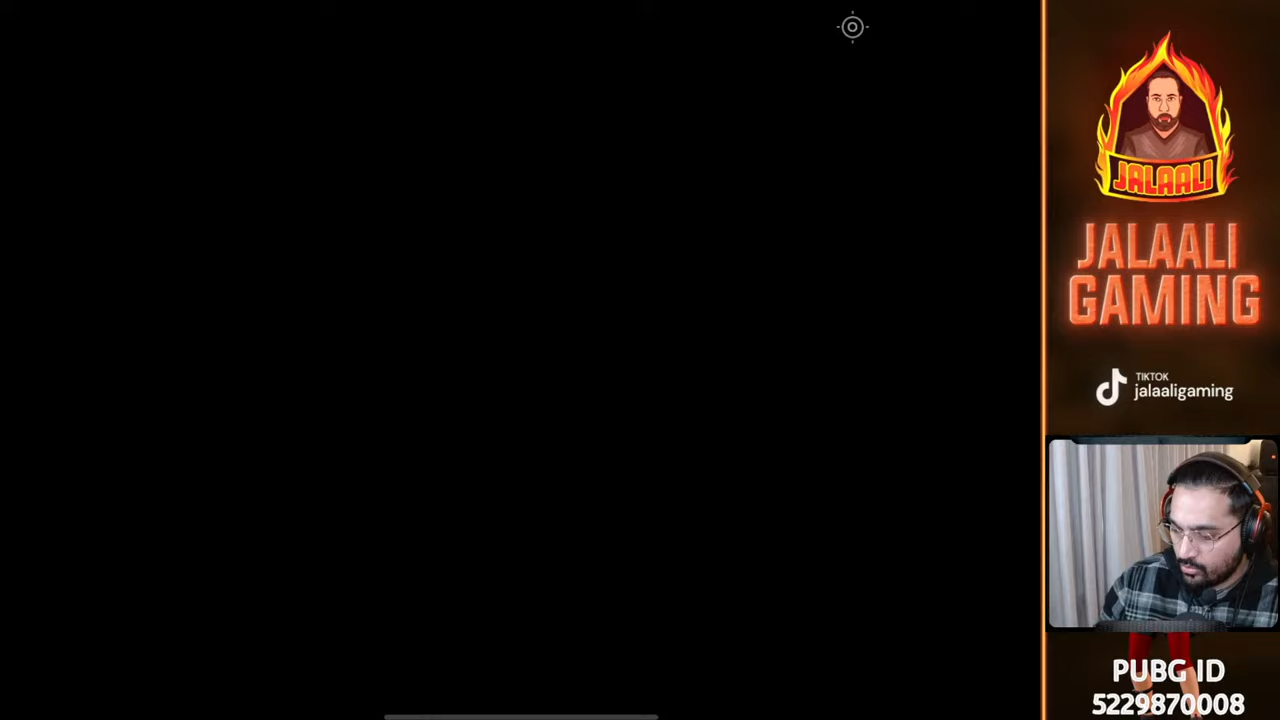 JALAALI
JALAALI
GAMING
TIKTOK
jalaaligaming
PUBG ID
5229870008